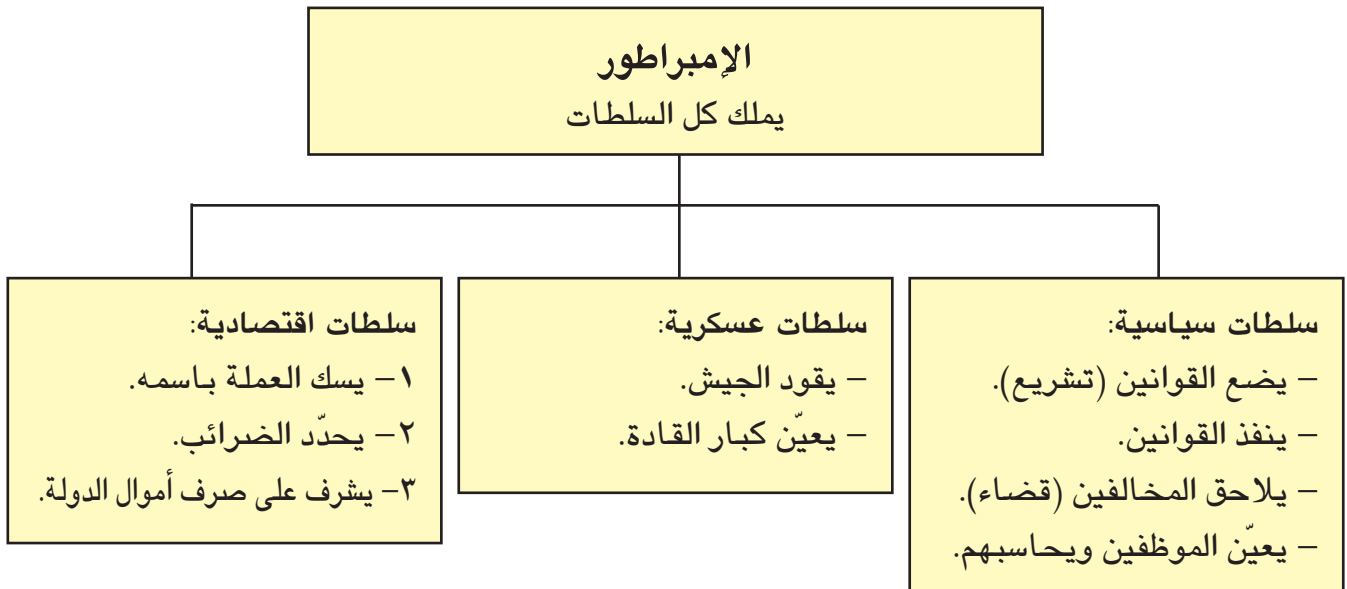 الإمبراطور
يملك كل السلطات
سلطات سياسية:
– يضع القوانين (تشريع).
– ينفذ القوانين.
– يلاحق المخالفين (قضاء).
– يعيّن الموظفين ويحاسبهم.
سلطات عسكرية:
– يقود الجيش.
– يعيّن كبار القادة.
سلطات اقتصادية:
١– يسك العملة باسمه.
٢– يحدّد الضرائب.
٣– يشرف على صرف أموال الدولة.